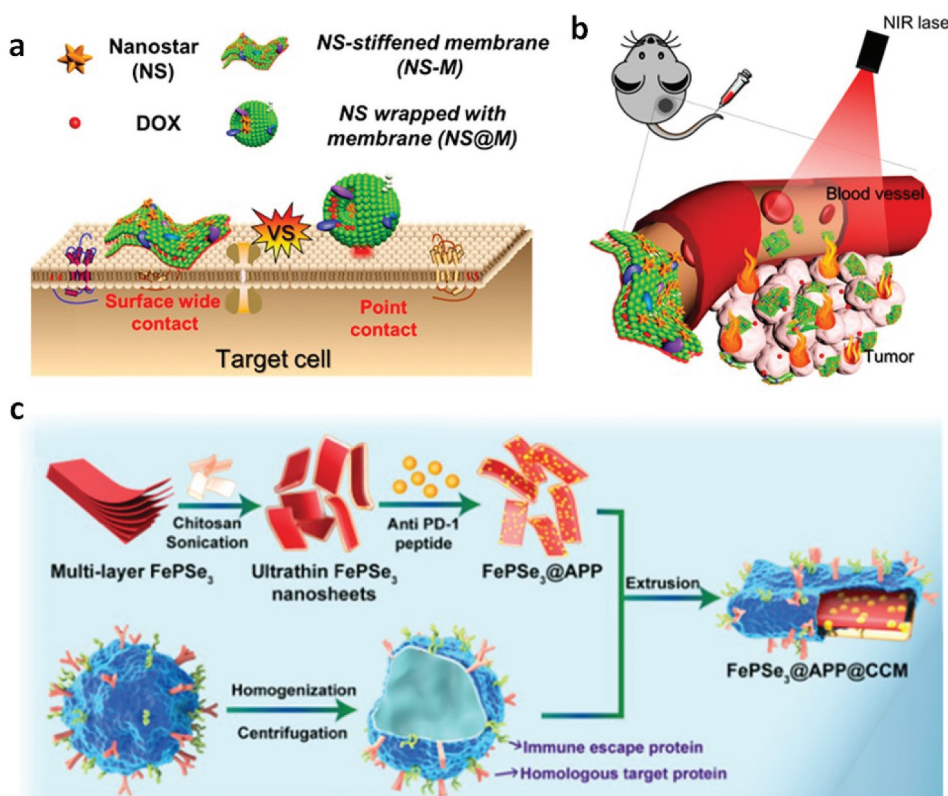 a
Nanostar
(NS)
NS-stiffened membrane
(NS-M)
DOX
NS wrapped with
membrane (NS@M)
VS
Surface wide
contact
Point
contact
Target cell
b
NIR lase
Blood vessel
Tumor
c
Chitosan
Sonication
Anti PD-1
peptide
Multi-layer FePSe₃
Ultrathin FePSe₃
nanosheets
FePSe₃@APP
Extrusion
FePSe₃@APP@CCM
Homogenization
Centrifugation
Immune escape protein
Homologous target protein